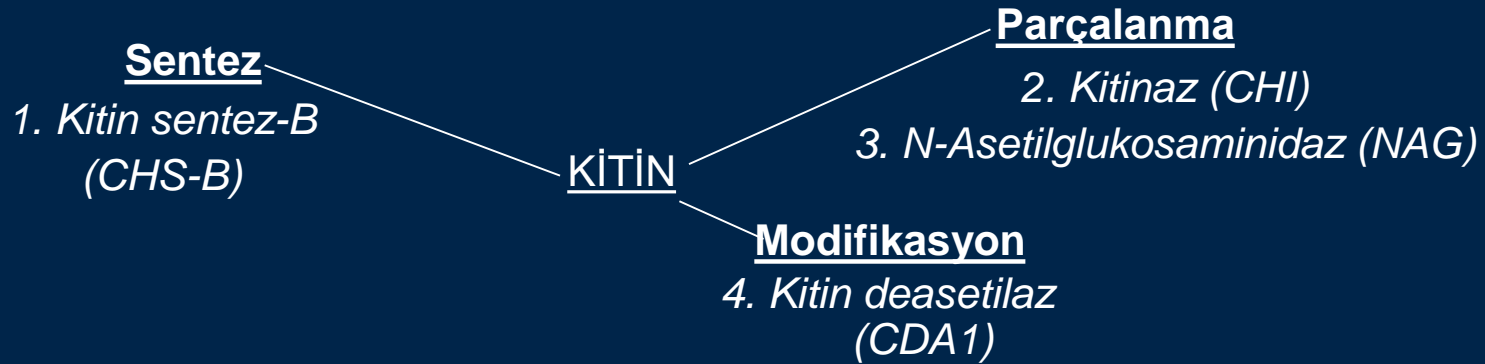 Sentez
1. Kitin sentez-B
(CHS-B)
KİTİN
Parçalanma
2. Kitinaz (CHI)
3. N-Asetilglukosaminidaz (NAG)
Modifikasyon
4. Kitin deasetilaz
(CDA1)